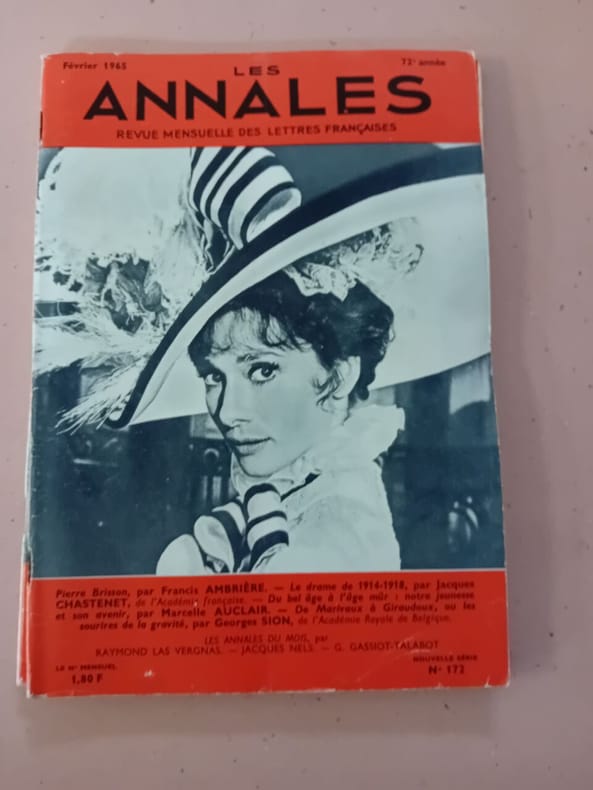 Février 1965
72e année
LES
ANNALES
REVUE MENSUELLE DES LETTRES FRANÇAISES
Pierre Brisson, par Francis AMBRIÈRE. — Le drame de 1914-1918, par Jacques
CHASTENET, de l'Académie française. — Du bel âge à l'âge mûr : notre jeunesse
et son avenir, par Marcelle AUCLAIR. — De Marivaux à Giraudoux, ou les
sourires de la gravité, par Georges SION, de l'Académie Royale de Belgique.
LES ANNALES DU MOIS, par
RAYMOND LAS VERGNAS. — JACQUES NELS. — G. GASSIOT-TALABOT
LE No MENSUEL
1,80 F
NOUVELLE SÉRIE
No 172